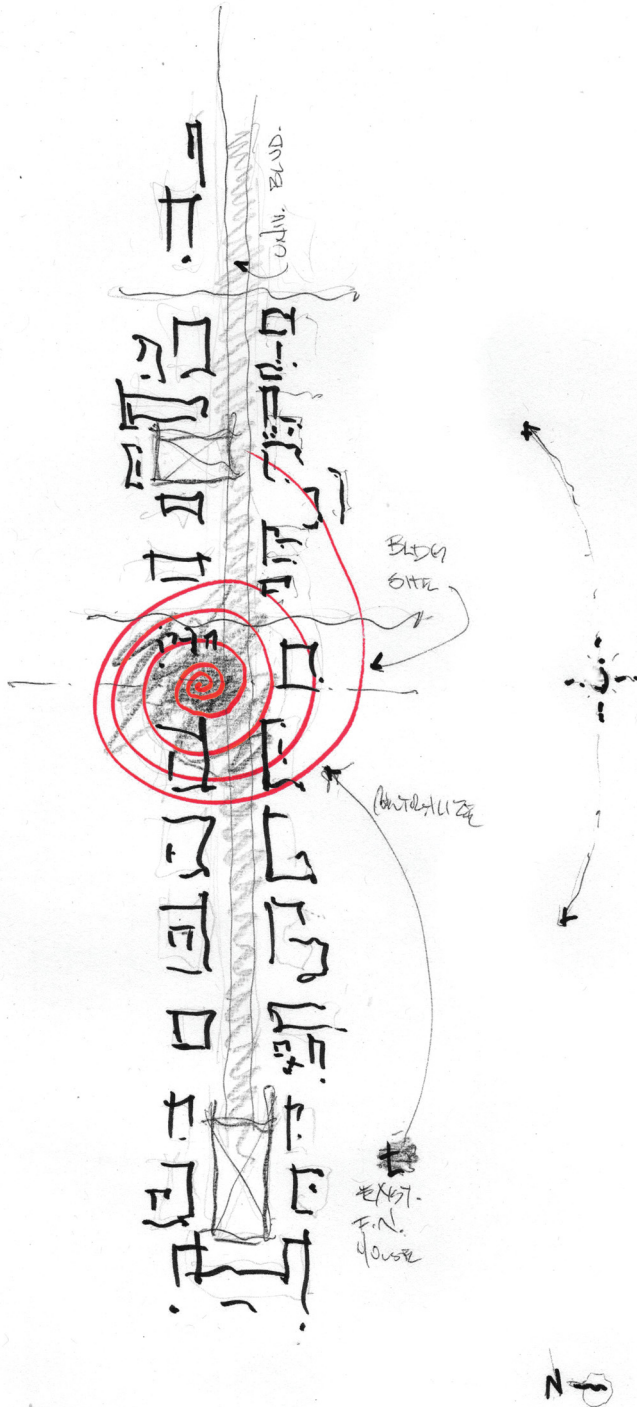 UNIV. BLVD.
BLDG
SITE
CENTRALIZE
EXIST.
F.N.
HOUSE
N